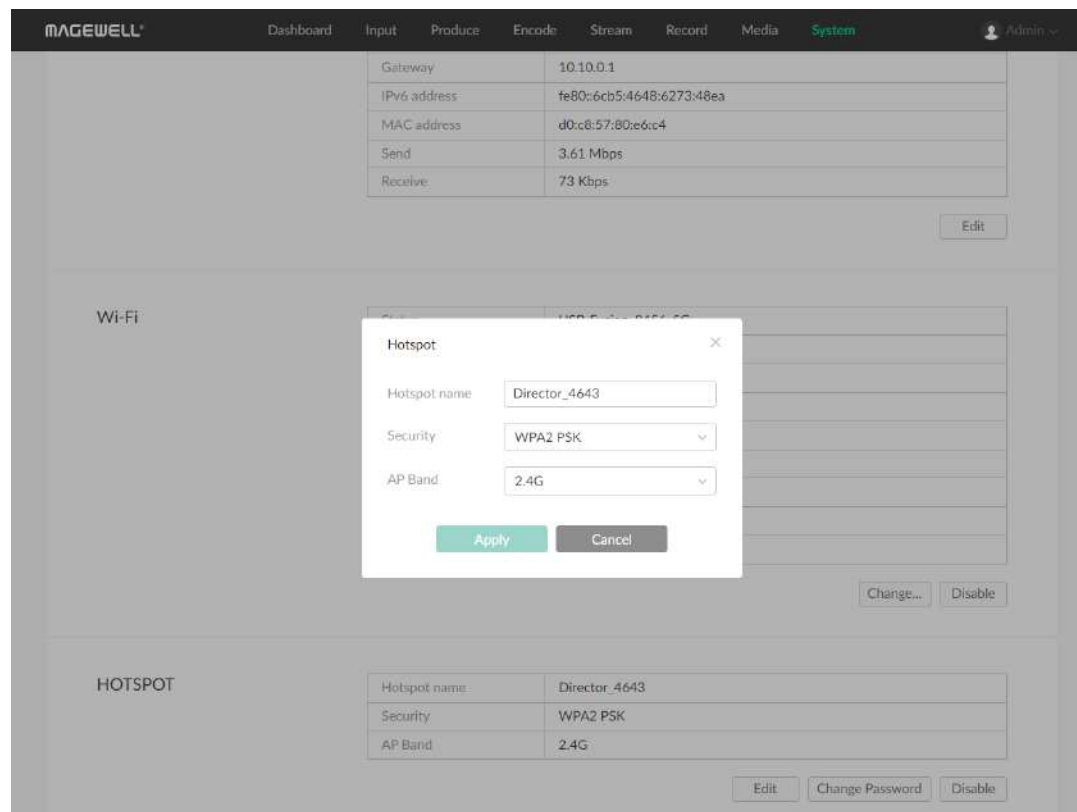 MAGEWELL Dashboard Input Produce Encode Stream Record Media System Admin
Gateway 10.10.0.1
IPv6 address fe80::6cb5:4648:6273:48ea
MAC address d0:c8:57:80:e6:c4
Send 3.61 Mbps
Receive 73 Kbps
Edit
Wi-Fi
Hotspot
Hotspot name Director_4643
Security WPA2 PSK
AP Band 2.4G
Apply Cancel
Change... Disable
HOTSPOT Hotspot name Director_4643
Security WPA2 PSK
AP Band 2.4G
Edit Change Password Disable